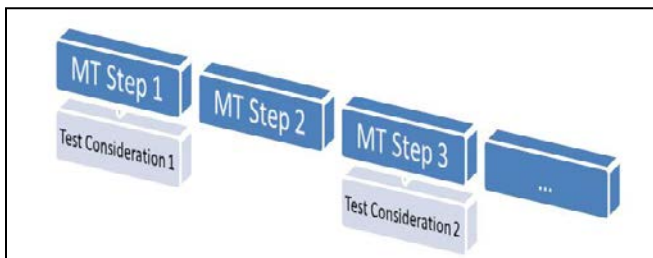 MT Step 1
MT Step 2
MT Step 3
...
Test Consideration 1
Test Consideration 2